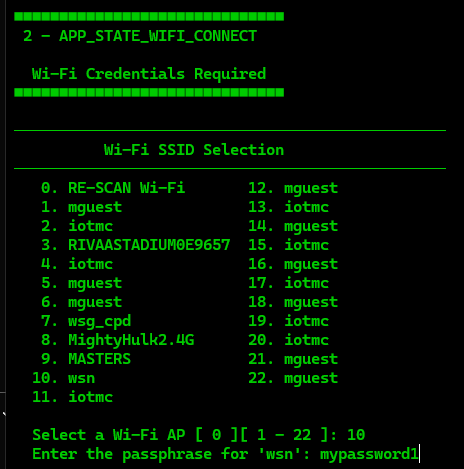 2 - APP_STATE_WIFI_CONNECT
Wi-Fi Credentials Required
Wi-Fi SSID Selection
0. RE-SCAN Wi-Fi 12. mguest
1. mguest 13. iotmc
2. iotmc 14. mguest
3. RIVAASTADIUM0E9657 15. iotmc
4. iotmc 16. mguest
5. mguest 17. iotmc
6. mguest 18. mguest
7. wsg_cpd 19. iotmc
8. MightyHulk2.4G 20. iotmc
9. MASTERS 21. mguest
10. wsn 22. mguest
11. iotmc
Select a Wi-Fi AP [ 0 ][ 1 - 22 ]: 10
Enter the passphrase for 'wsn': mypassword1